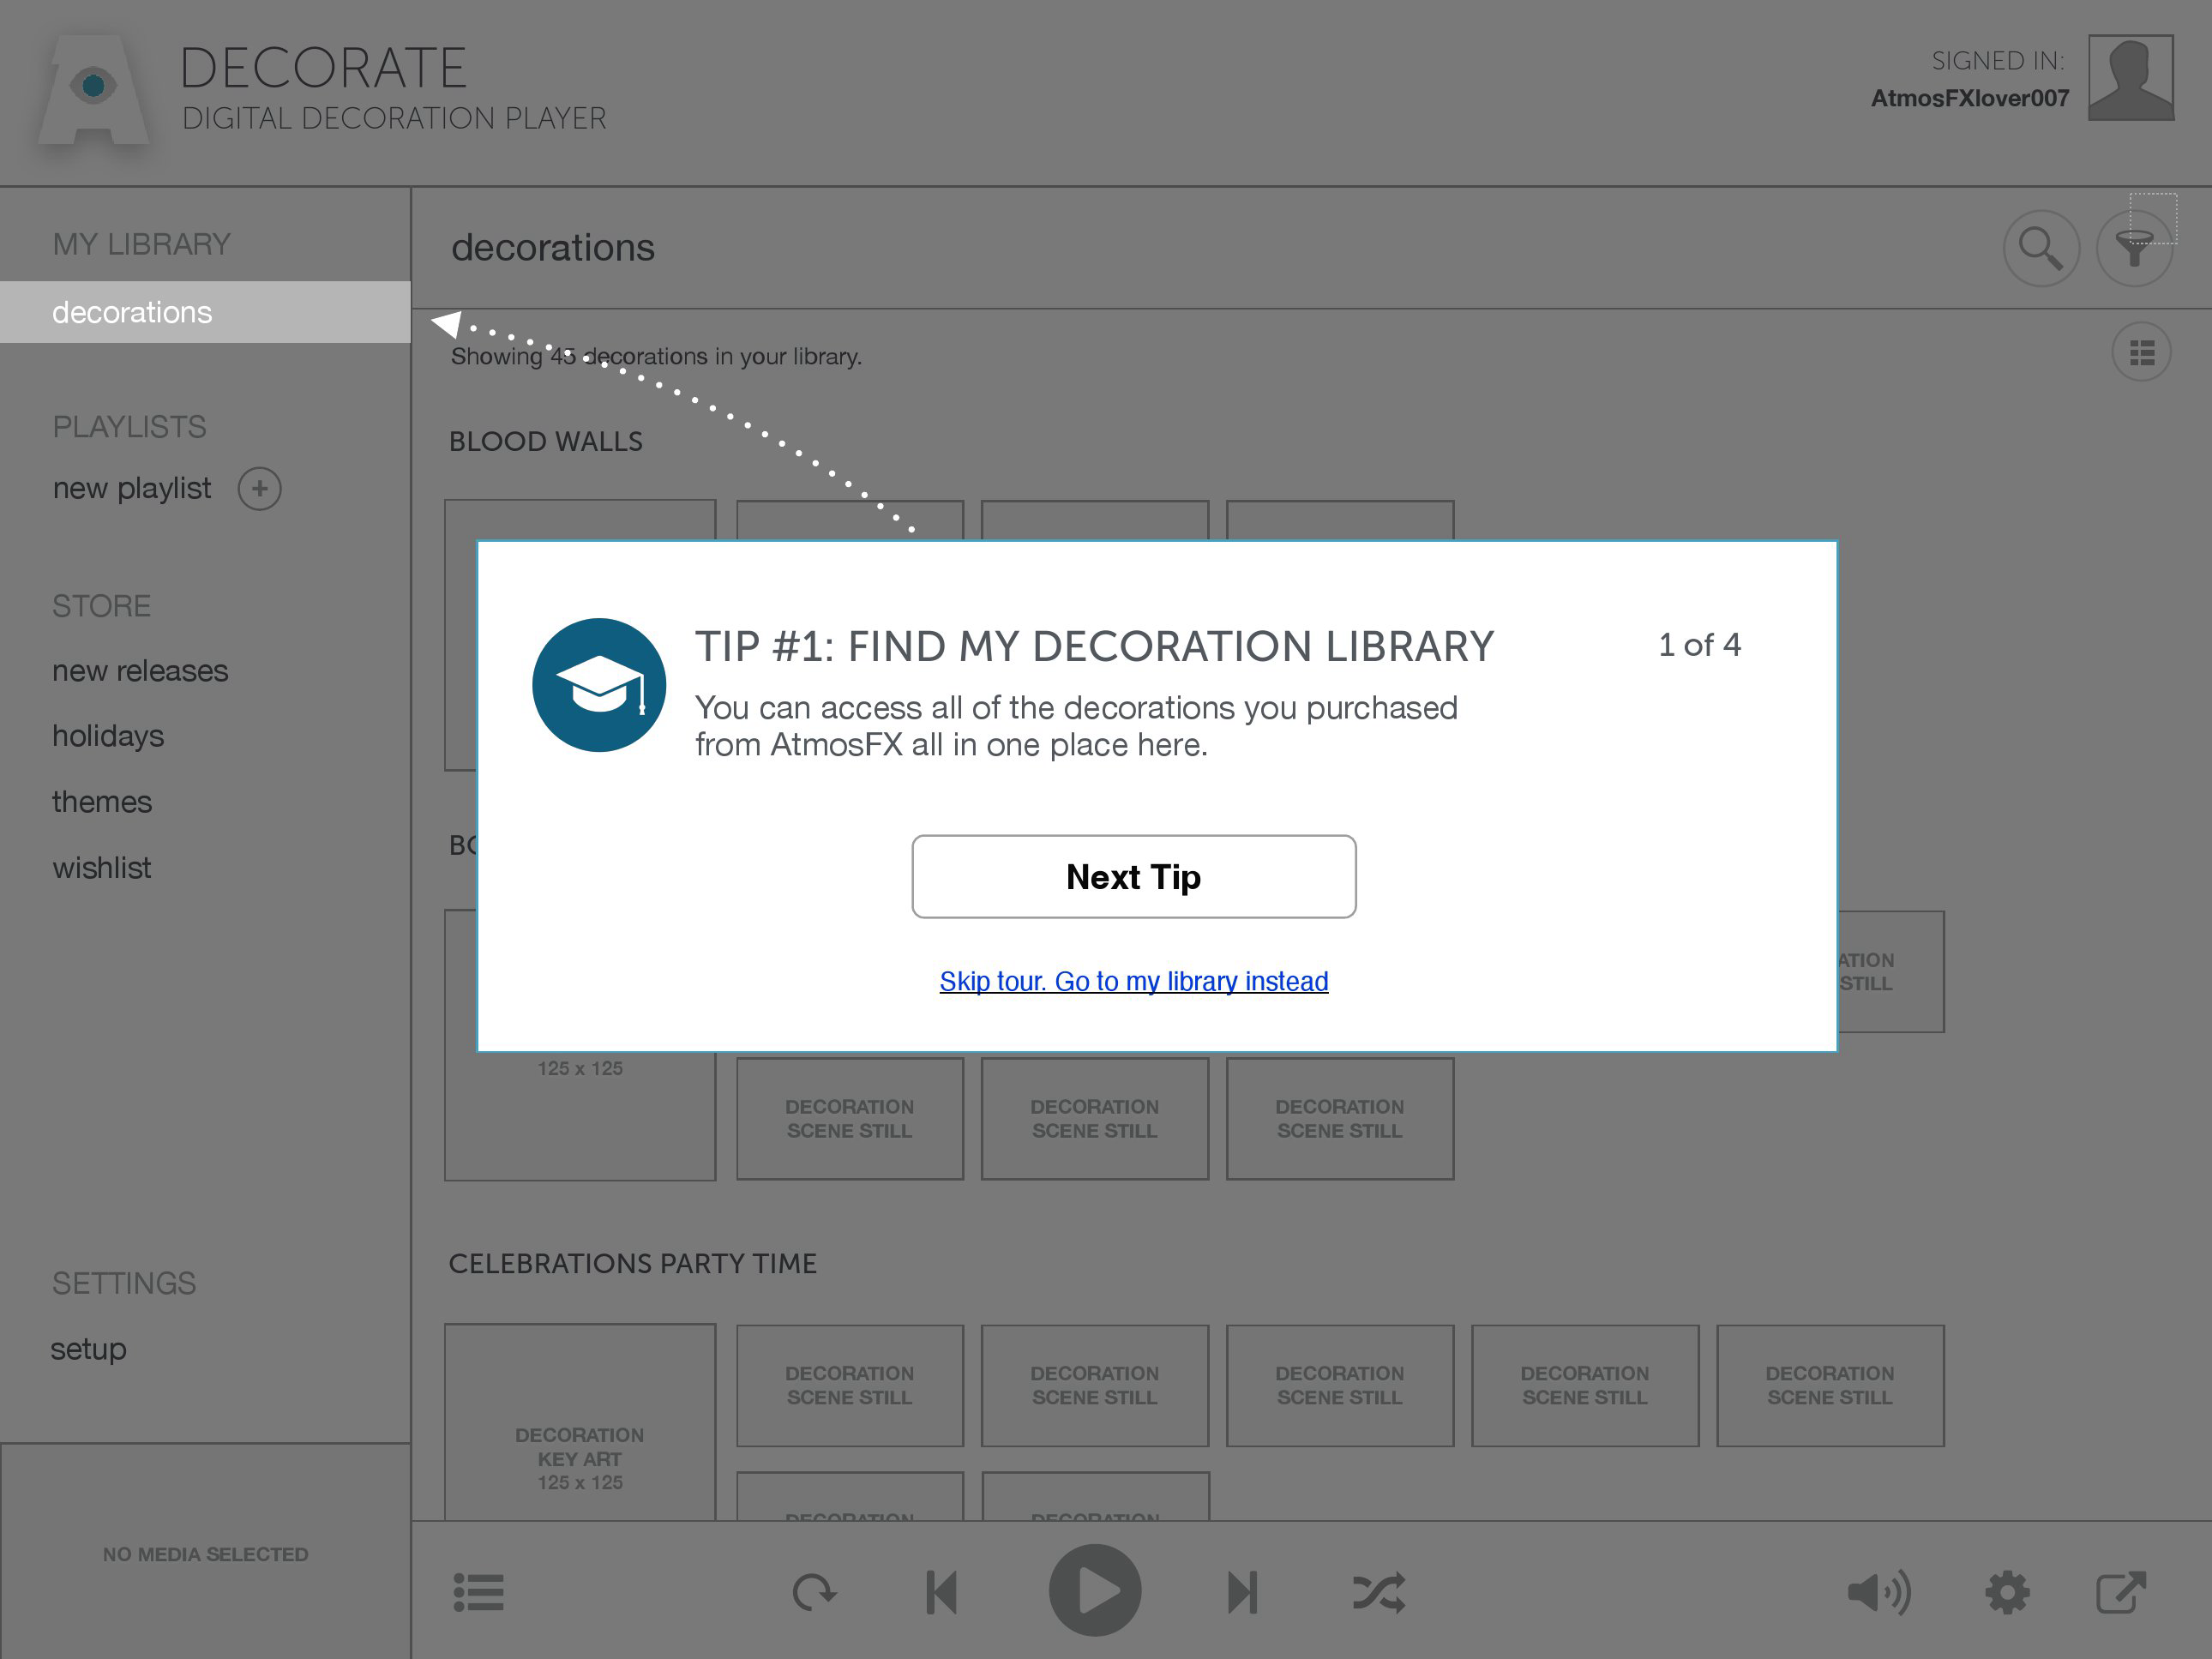 DECORATE
DIGITAL DECORATION PLAYER
SIGNED IN:
AtmosFXlover007
MY LIBRARY
decorations
PLAYLISTS
new playlist
STORE
new releases
holidays
themes
wishlist
SETTINGS
setup
NO MEDIA SELECTED
decorations
Showing 45 decorations in your library.
BLOOD WALLS
TIP #1: FIND MY DECORATION LIBRARY
1 of 4
You can access all of the decorations you purchased
from AtmosFX all in one place here.
Next Tip
Skip tour. Go to my library instead
STILL
125 x 125
DECORATION
SCENE STILL
DECORATION
SCENE STILL
DECORATION
SCENE STILL
CELEBRATIONS PARTY TIME
DECORATION
KEY ART
125 x 125
DECORATION
SCENE STILL
DECORATION
SCENE STILL
DECORATION
SCENE STILL
DECORATION
SCENE STILL
DECORATION
SCENE STILL
DECORATION
DECORATION